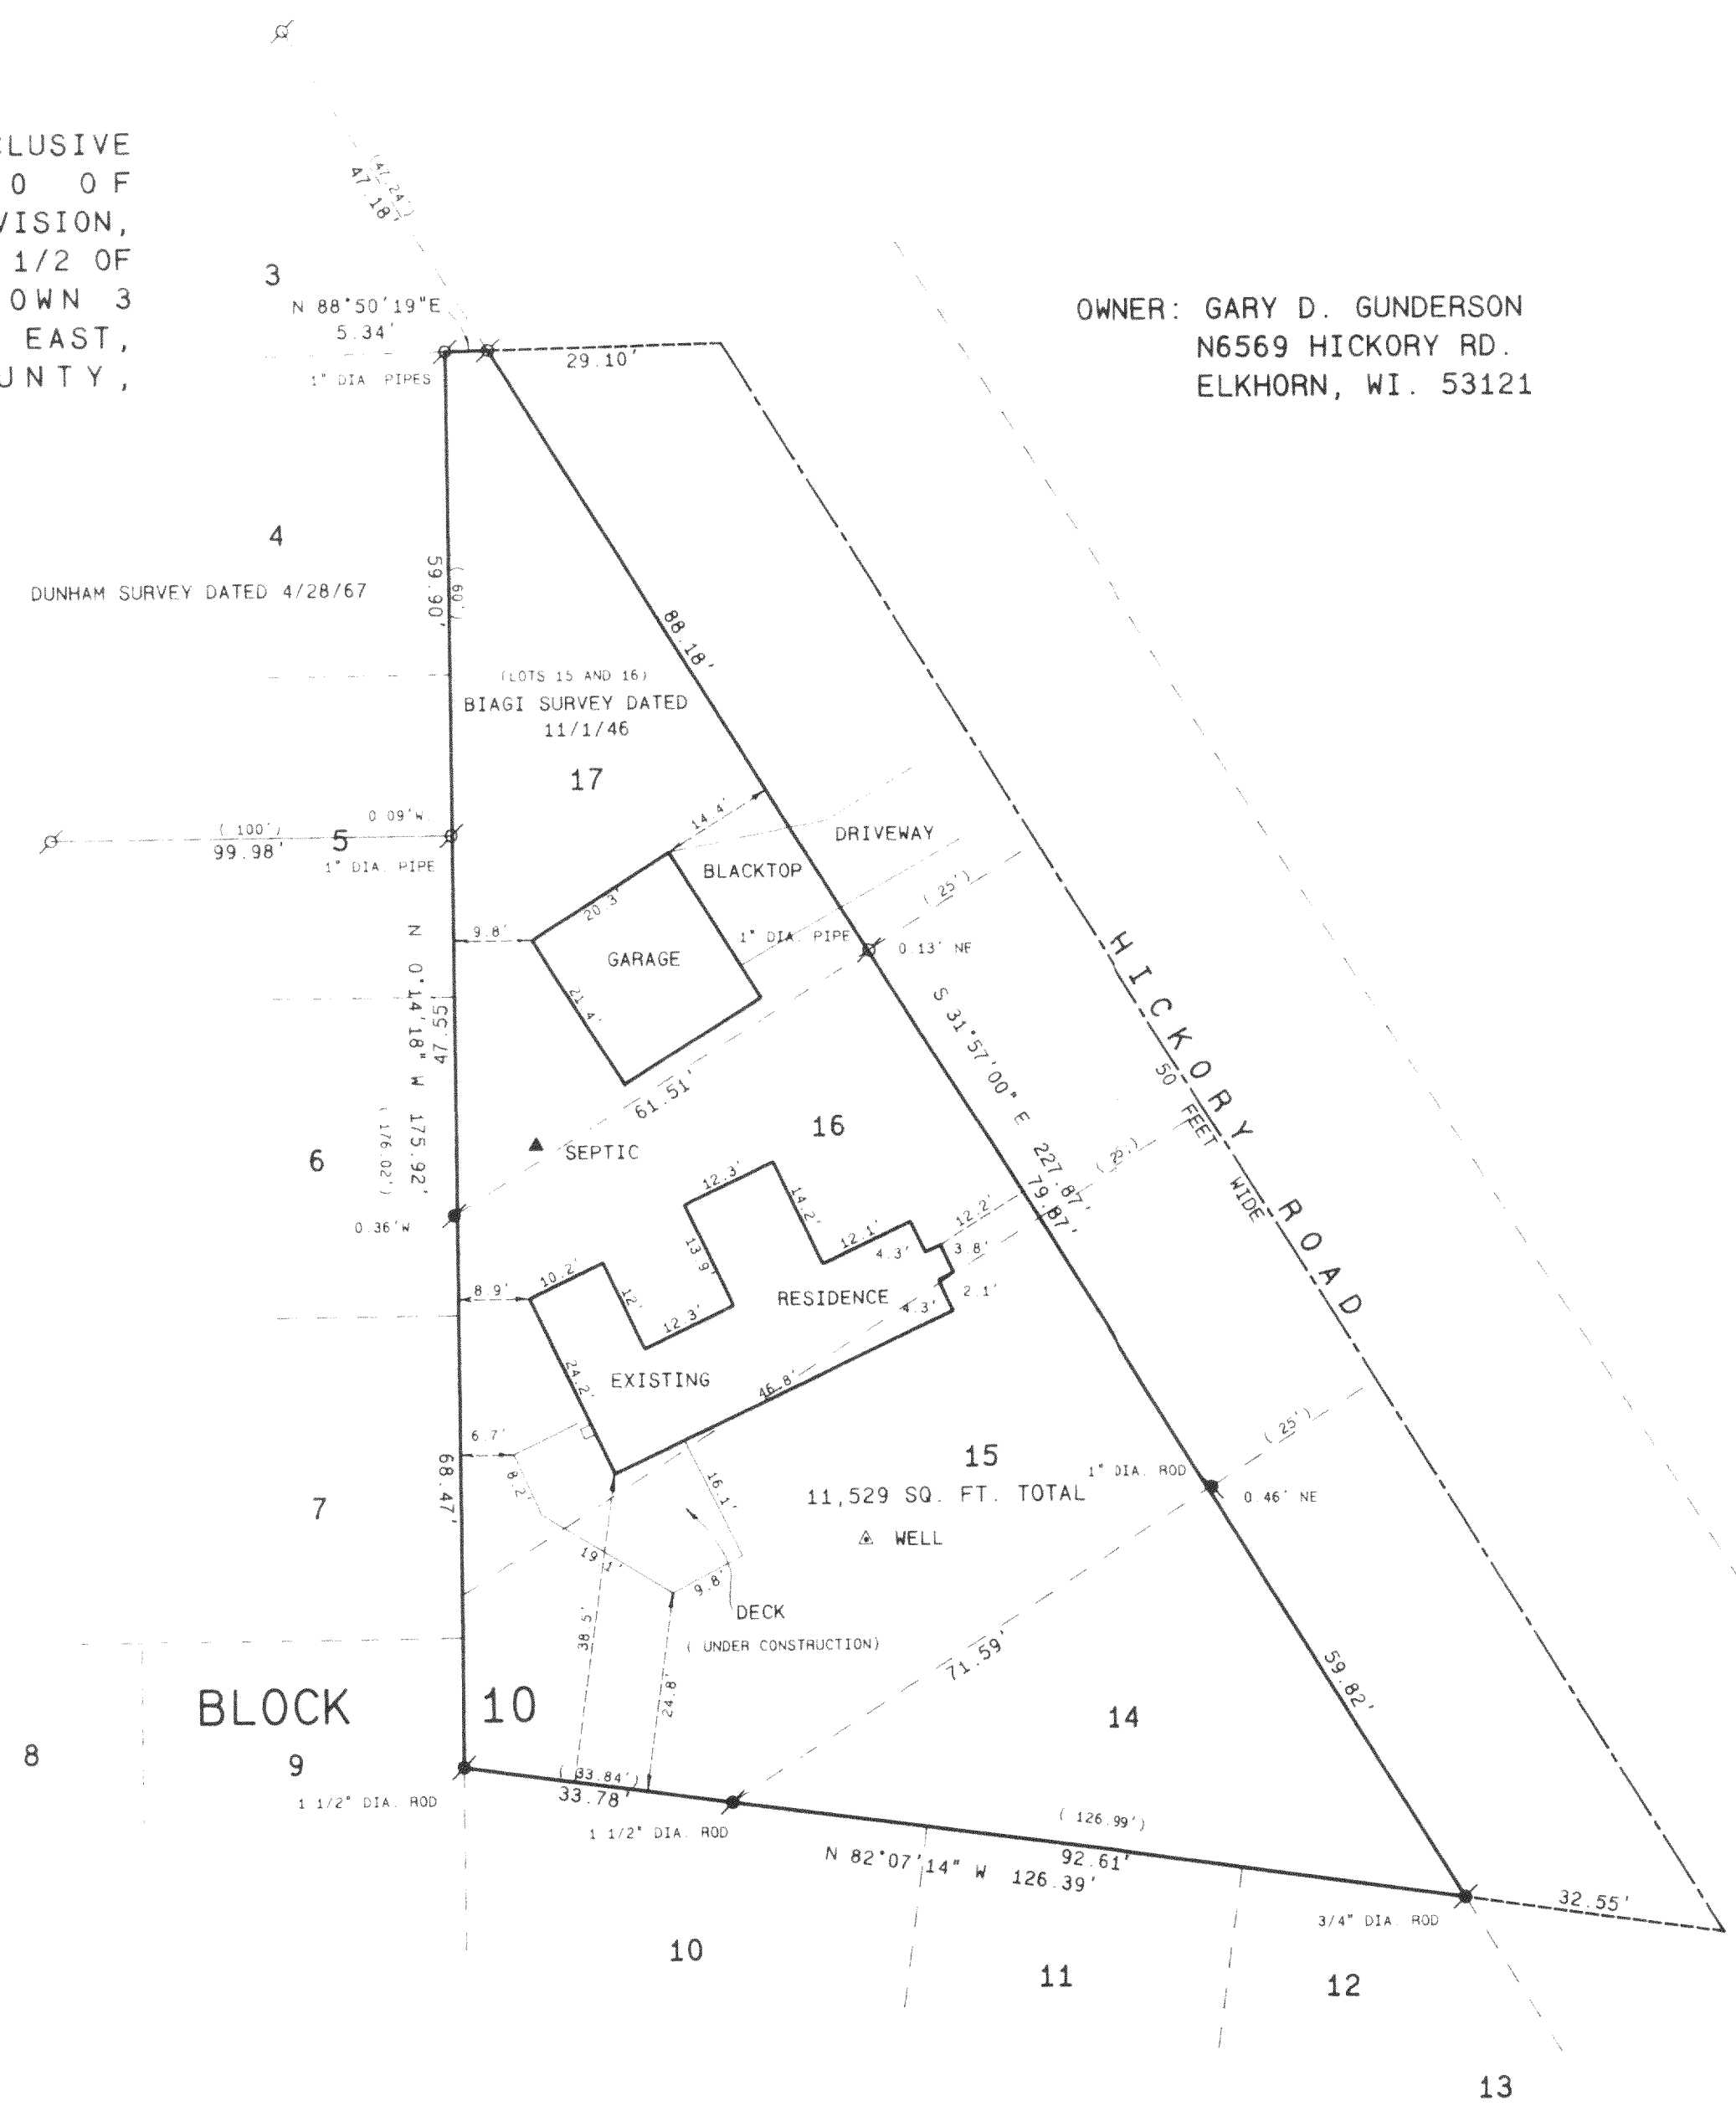 CLUSIVE
0 OF
VISION,
1/2 OF
OWN 3
EAST,
UNTY,
(47.24')
47.18'
3
N 88°50'19"E
5.34'
29.10'
1" DIA. PIPES
OWNER: GARY D. GUNDERSON
N6569 HICKORY RD.
ELKHORN, WI. 53121
4
DUNHAM SURVEY DATED 4/28/67
59.90'
(60')
88.18'
(LOTS 15 AND 16)
BIAGI SURVEY DATED
11/1/46
17
(100')
99.98'
5
0.09'W.
1" DIA. PIPE
14.4'
DRIVEWAY
BLACKTOP
20.3'
9.8'
GARAGE
21.4'
1" DIA. PIPE
0.13' NE
(25')
N 0°14'18" W 175.92'
(176.02')
47.55'
S 31°57'00" E 227.87'
79.87'
HICKORY ROAD
50 FEET WIDE
61.51'
SEPTIC
16
6
0.36'W
(25')
12.3'
14.2'
13.9'
12.1'
4.3'
12.2'
3.8'
2.1'
4.3'
8.9'
10.2'
12'
12.3'
RESIDENCE
24.2'
EXISTING
46.8'
6.7'
8.2'
68.47'
7
16.1'
15
11,529 SQ. FT. TOTAL
WELL
1" DIA. ROD
0.46' NE
(25')
19.1'
9.8'
DECK
(UNDER CONSTRUCTION)
38.5'
24.8'
71.59'
59.82'
BLOCK 10
14
8
9
1 1/2" DIA. ROD
(33.84')
33.78'
1 1/2" DIA. ROD
(126.99')
92.61'
N 82°07'14" W 126.39'
32.55'
3/4" DIA. ROD
10
11
12
13